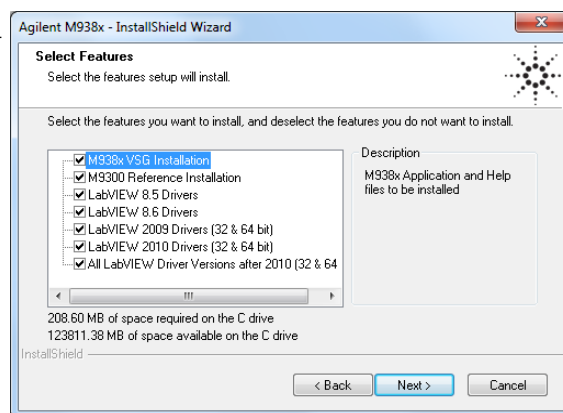 Agilent M938x - InstallShield Wizard
Select Features
Select the features setup will install.
Select the features you want to install, and deselect the features you do not want to install.
M938x VSG Installation
M9300 Reference Installation
LabVIEW 8.5 Drivers
LabVIEW 8.6 Drivers
LabVIEW 2009 Drivers (32 & 64 bit)
LabVIEW 2010 Drivers (32 & 64 bit)
All LabVIEW Driver Versions after 2010 (32 & 64
Description
M938x Application and Help
files to be installed
208.60 MB of space required on the C drive
123811.38 MB of space available on the C drive
InstallShield
< Back
Next >
Cancel